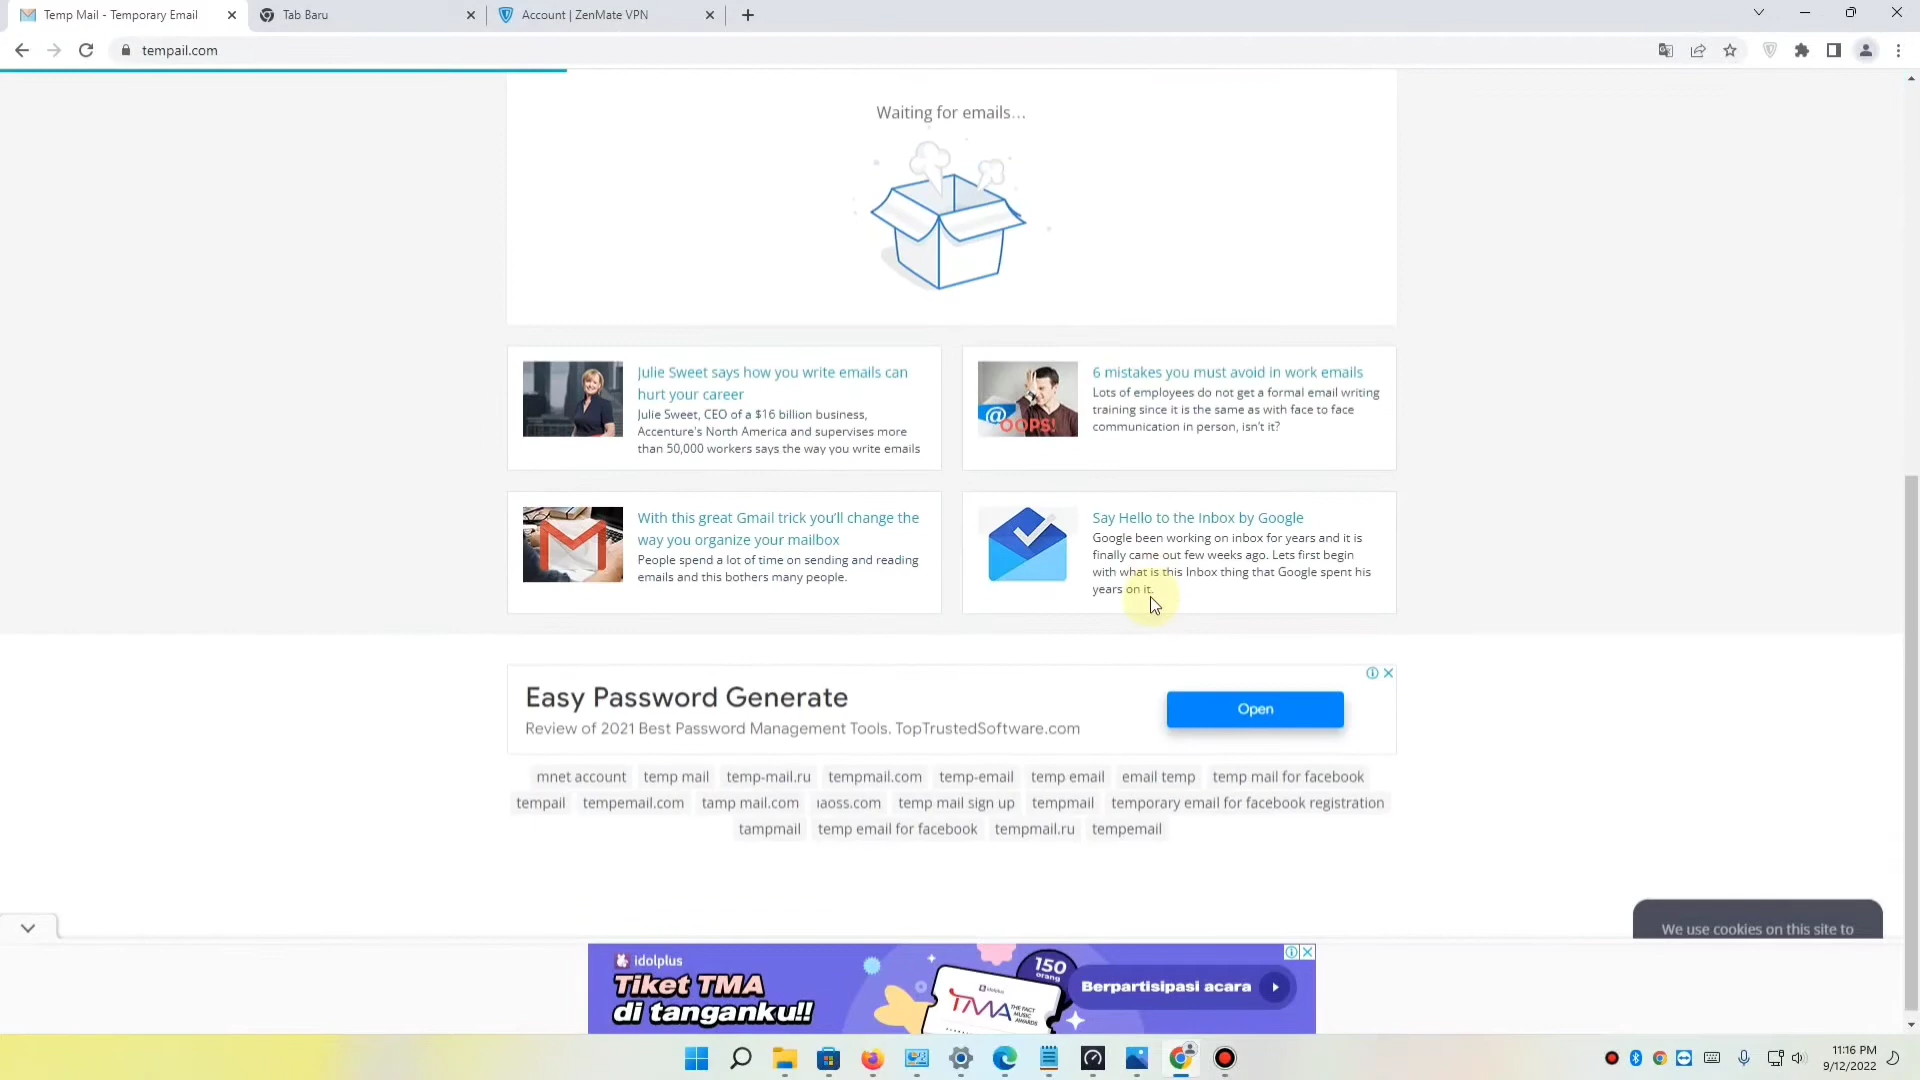 Temp Mail - Temporary Email
Tab Baru
Account | ZenMate VPN
tempail.com
Waiting for emails...
Julie Sweet says how you write emails can
hurt your career
Julie Sweet, CEO of a $16 billion business,
Accenture's North America and supervises more
than 50,000 workers says the way you write emails
@
OOPS!
6 mistakes you must avoid in work emails
Lots of employees do not get a formal email writing
training since it is the same as with face to face
communication in person, isn't it?
With this great Gmail trick you'll change the
way you organize your mailbox
People spend a lot of time on sending and reading
emails and this bothers many people.
Say Hello to the Inbox by Google
Google been working on inbox for years and it is
finally came out few weeks ago. Lets first begin
with what is this Inbox thing that Google spent his
years on it.
Easy Password Generate
Review of 2021 Best Password Management Tools. TopTrustedSoftware.com
Open
mnet account temp mail temp-mail.ru tempmail.com temp-email temp email email temp temp mail for facebook
tempail tempemail.com tamp mail.com ıaoss.com temp mail sign up tempmail temporary email for facebook registration
tampmail temp email for facebook tempmail.ru tempemail
We use cookies on this site to
idolplus
Tiket TMA
di tanganku!!
idolplus
TMA THE FACT MUSIC AWARDS
150
orang
Berpartisipasi acara
11:16 PM
9/12/2022